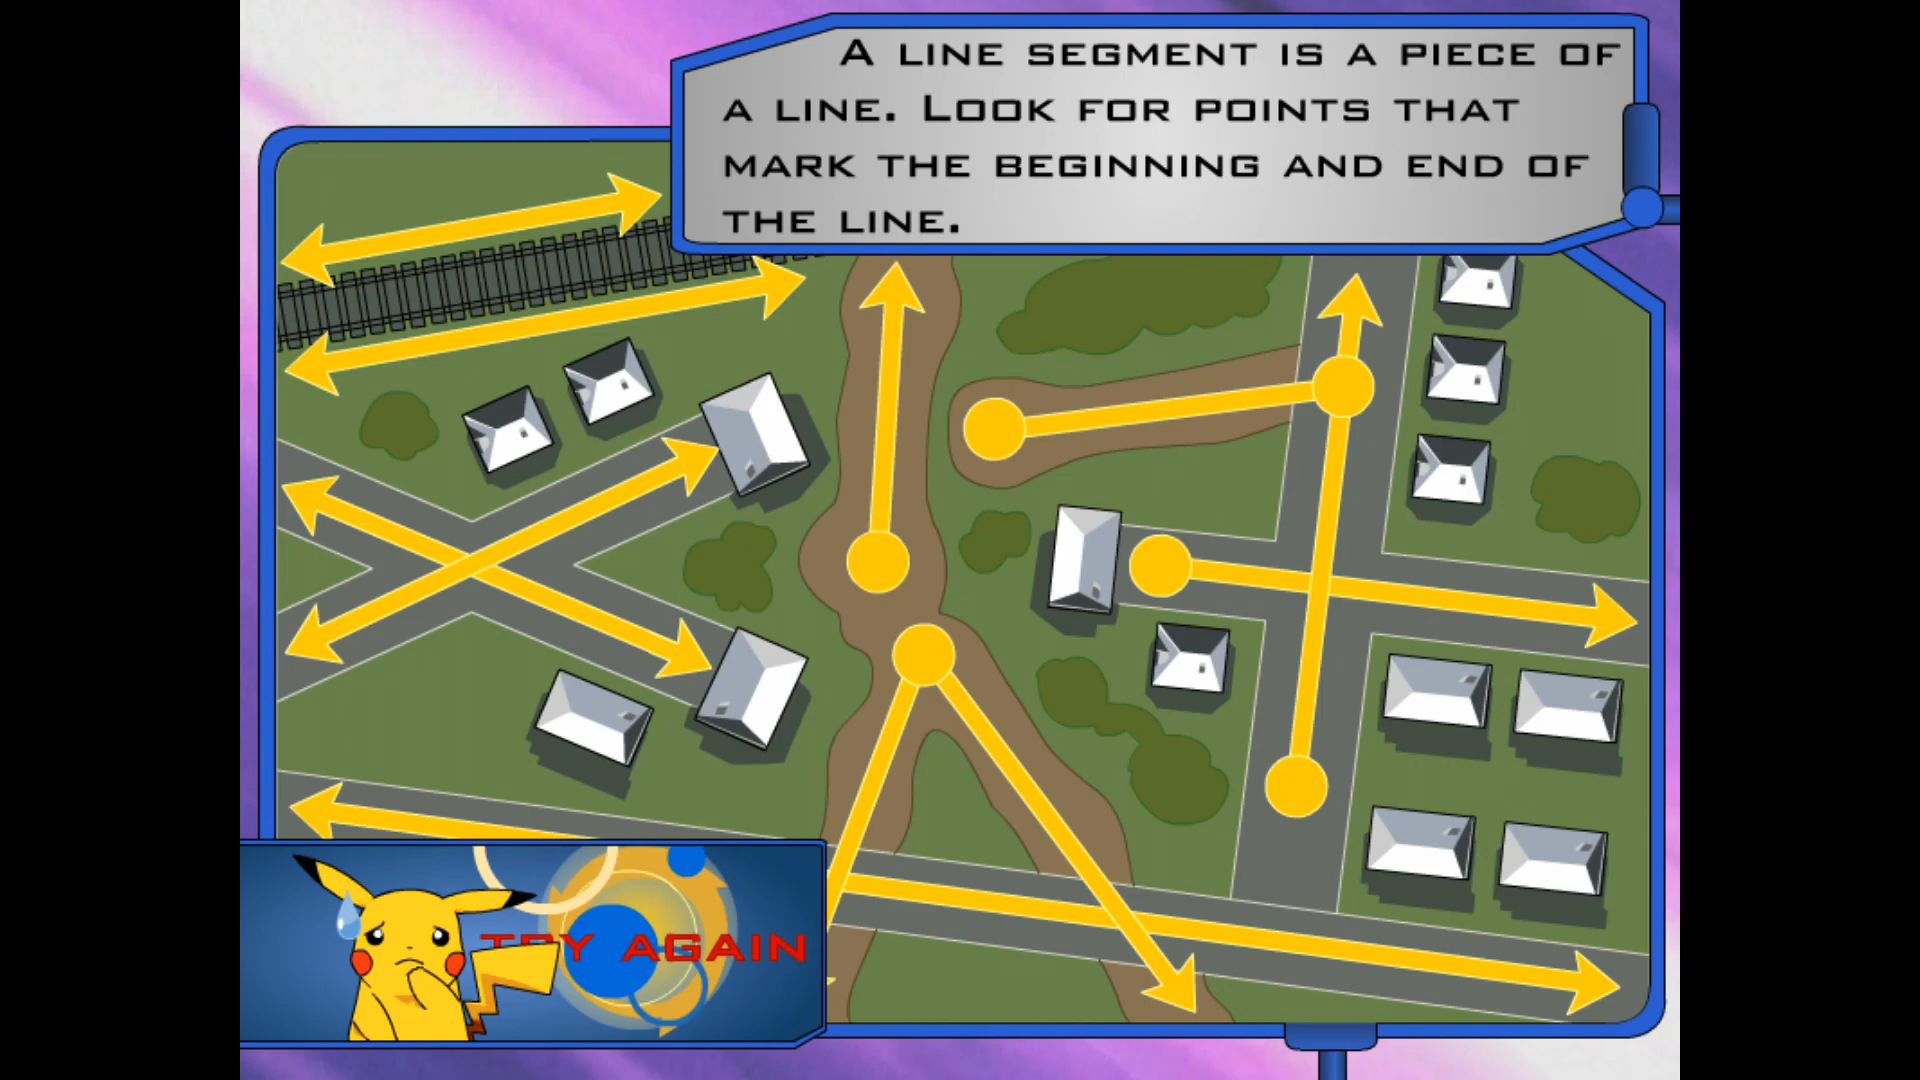 A LINE SEGMENT IS A PIECE OF
A LINE. LOOK FOR POINTS THAT
MARK THE BEGINNING AND END OF
THE LINE.
TRY AGAIN